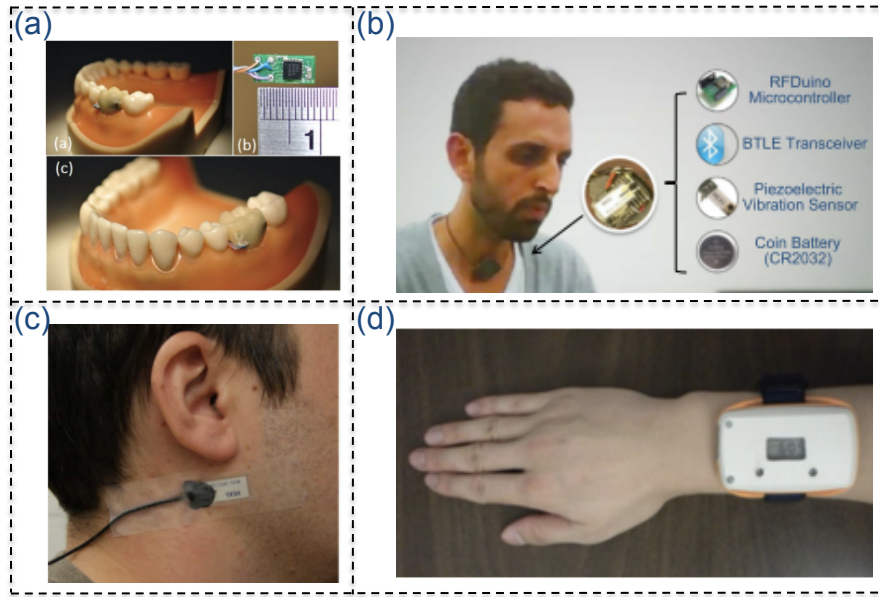 (a)
(a)
(b)
1
(c)
(b)
RFDuino
Microcontroller
BTLE Transceiver
Piezoelectric
Vibration Sensor
Coin Battery
(CR2032)
(c)
(d)